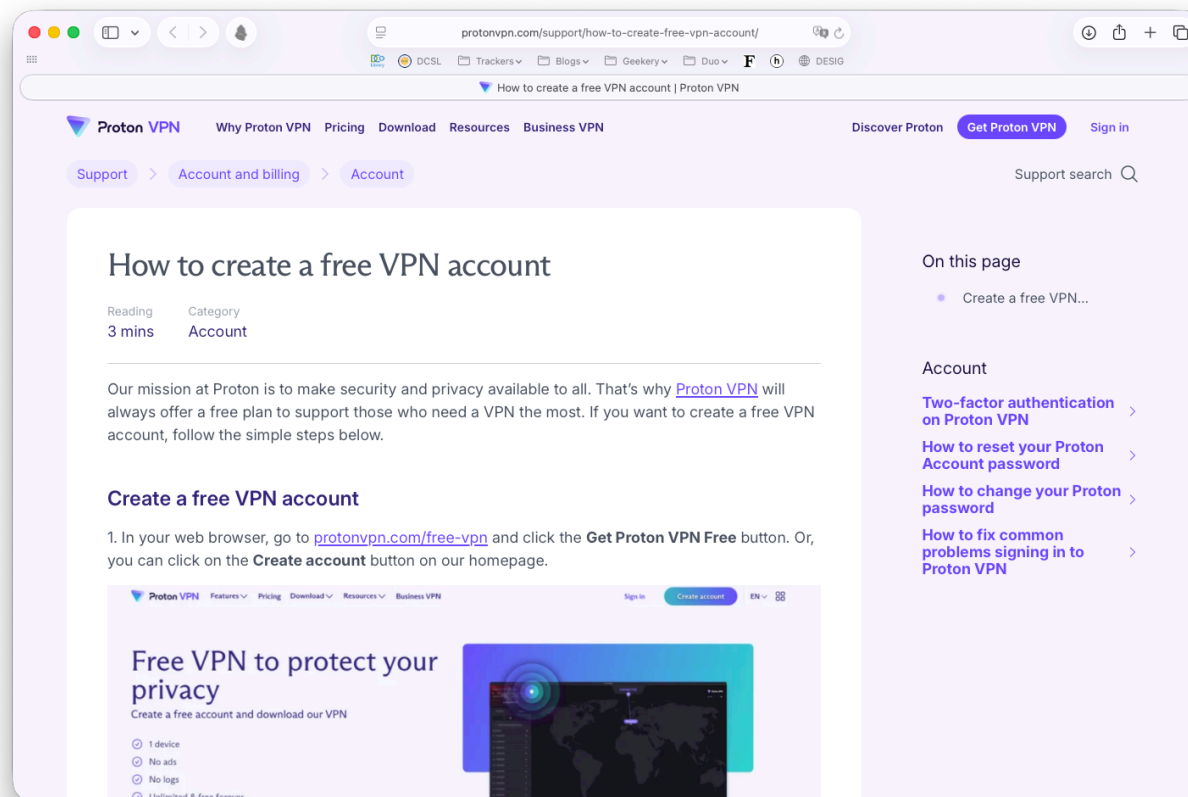 protonvpn.com/support/how-to-create-free-vpn-account/
DCSL Trackers Blogs Geekery Duo F h DESIG
How to create a free VPN account | Proton VPN
Proton VPN Why Proton VPN Pricing Download Resources Business VPN Discover Proton Get Proton VPN Sign in
Support Account and billing Account Support search
How to create a free VPN account
Reading Category
3 mins Account
Our mission at Proton is to make security and privacy available to all. That’s why Proton VPN will
always offer a free plan to support those who need a VPN the most. If you want to create a free VPN
account, follow the simple steps below.
Create a free VPN account
1. In your web browser, go to protonvpn.com/free-vpn and click the Get Proton VPN Free button. Or,
you can click on the Create account button on our homepage.
Proton VPN Features Pricing Download Resources Business VPN Sign in Create account EN
Free VPN to protect your
privacy
Create a free account and download our VPN
1 device
No ads
No logs
Unlimited & free forever
On this page
Create a free VPN...
Account
Two-factor authentication
on Proton VPN
How to reset your Proton
Account password
How to change your Proton
password
How to fix common
problems signing in to
Proton VPN